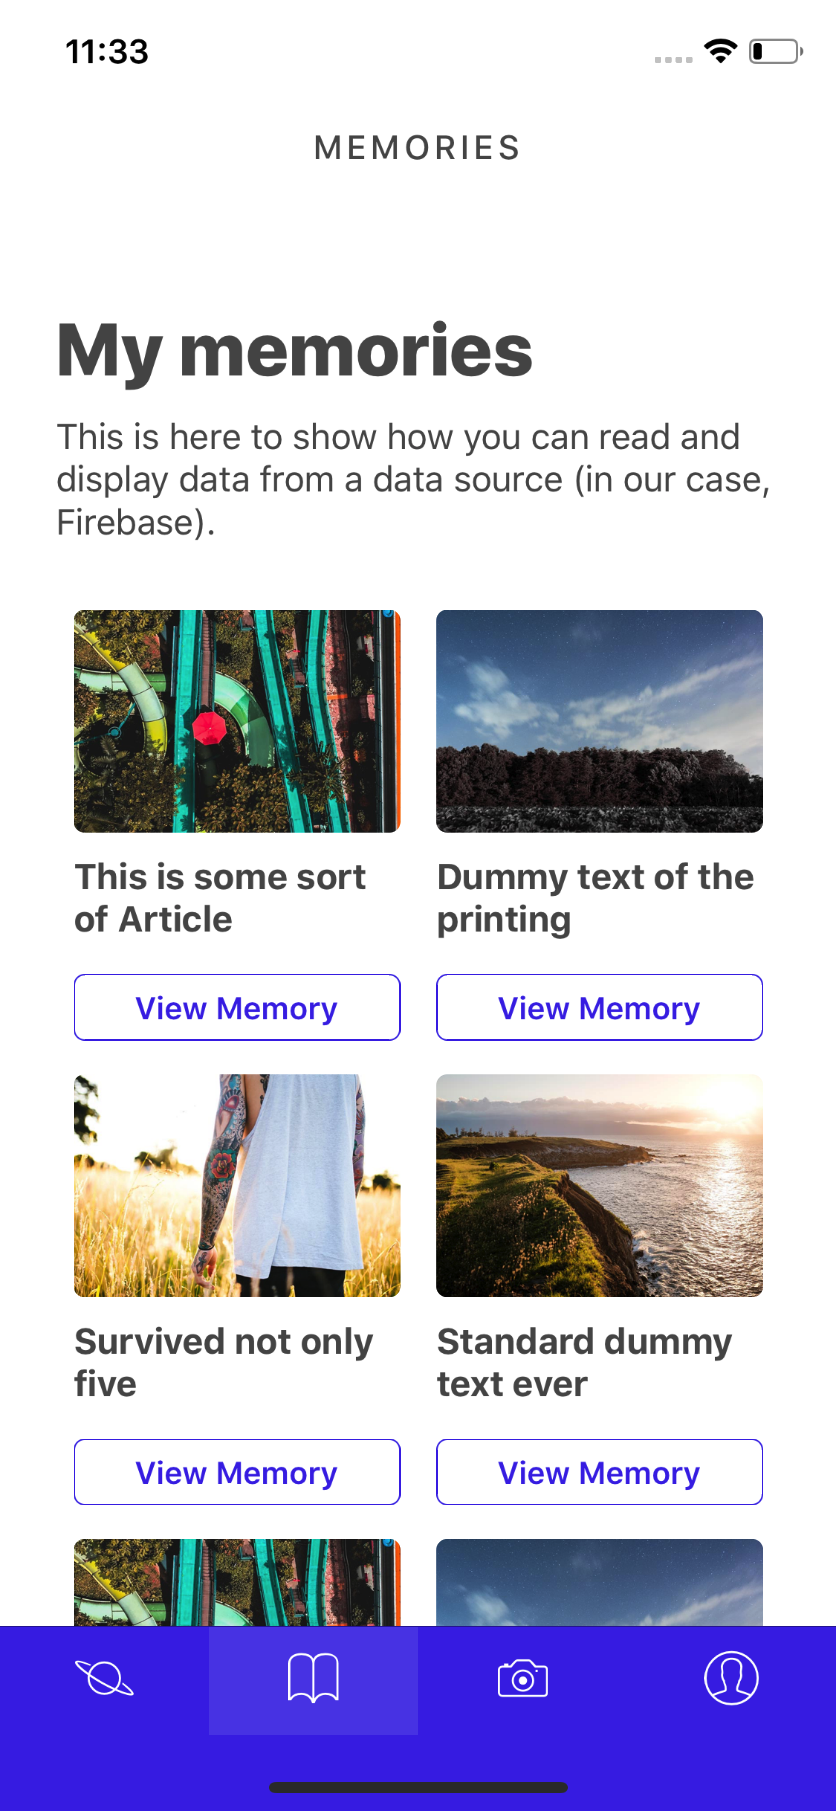 11:33
MEMORIES
My memories
This is here to show how you can read and
display data from a data source (in our case,
Firebase).
This is some sort
of Article
Dummy text of the
printing
View Memory
View Memory
Survived not only
five
Standard dummy
text ever
View Memory
View Memory